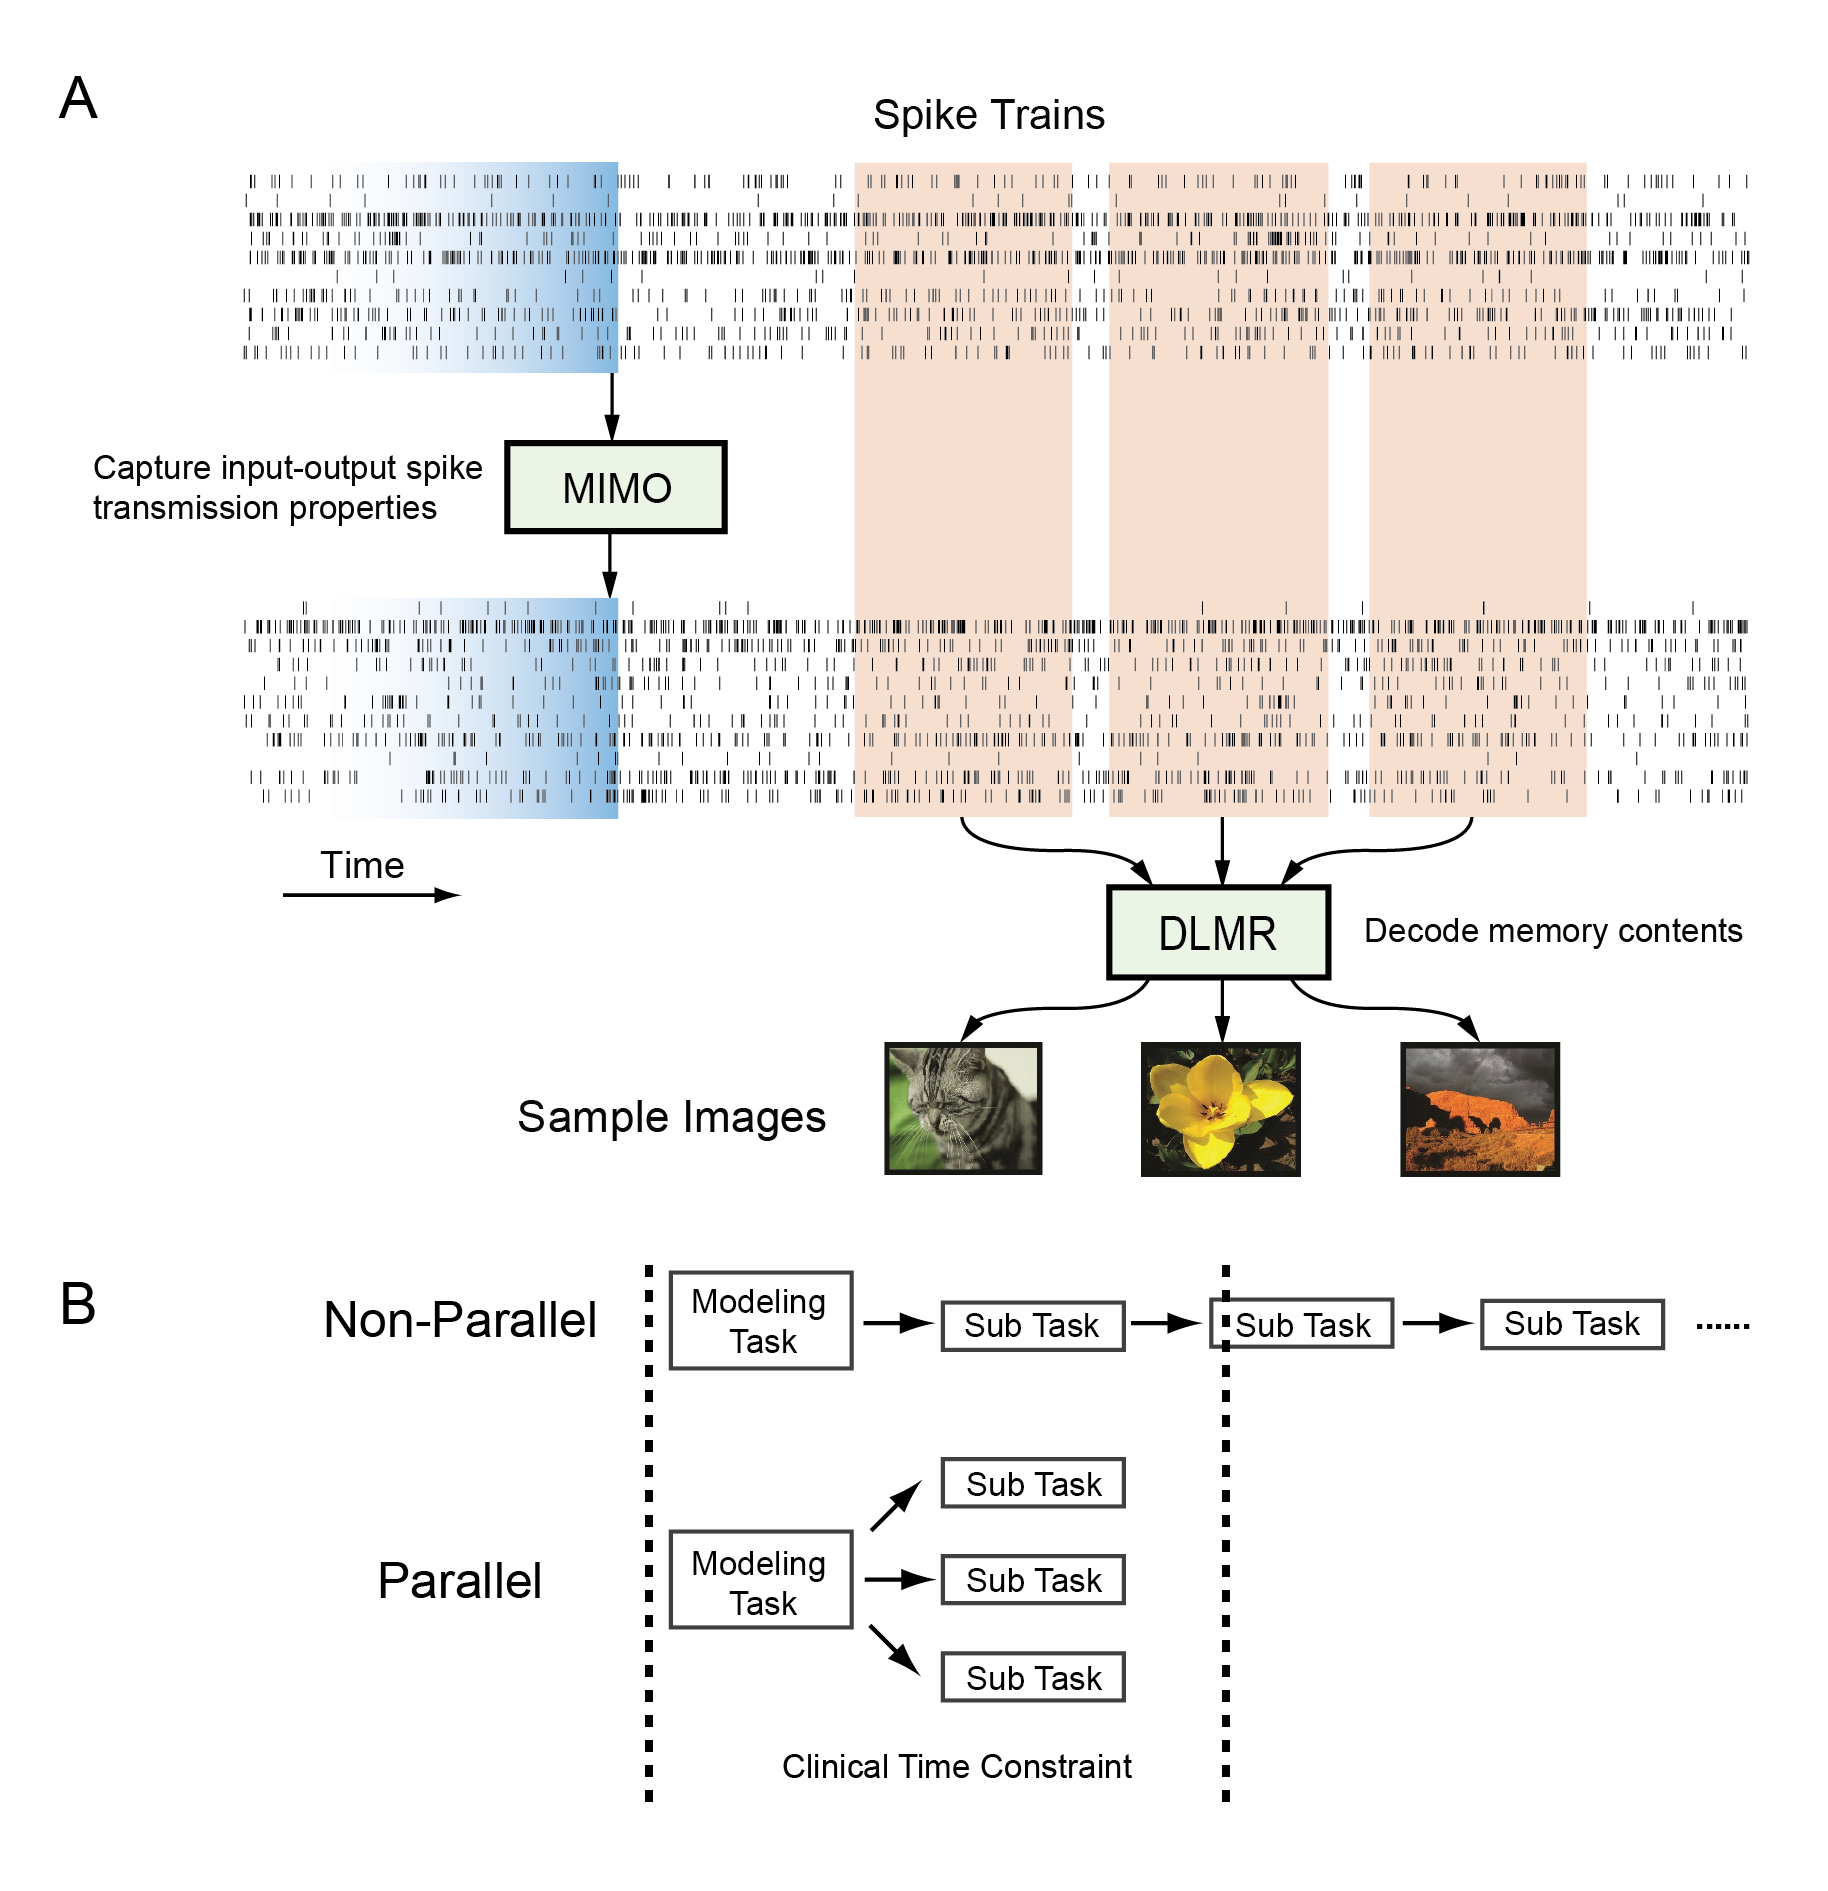 A
Spike Trains
Capture input-output spike
transmission properties
MIMO
Time
DLMR
Decode memory contents
Sample Images
B
Non-Parallel
Modeling
Task
Sub Task
Sub Task
Sub Task
......
Sub Task
Parallel
Modeling
Task
Sub Task
Sub Task
Clinical Time Constraint